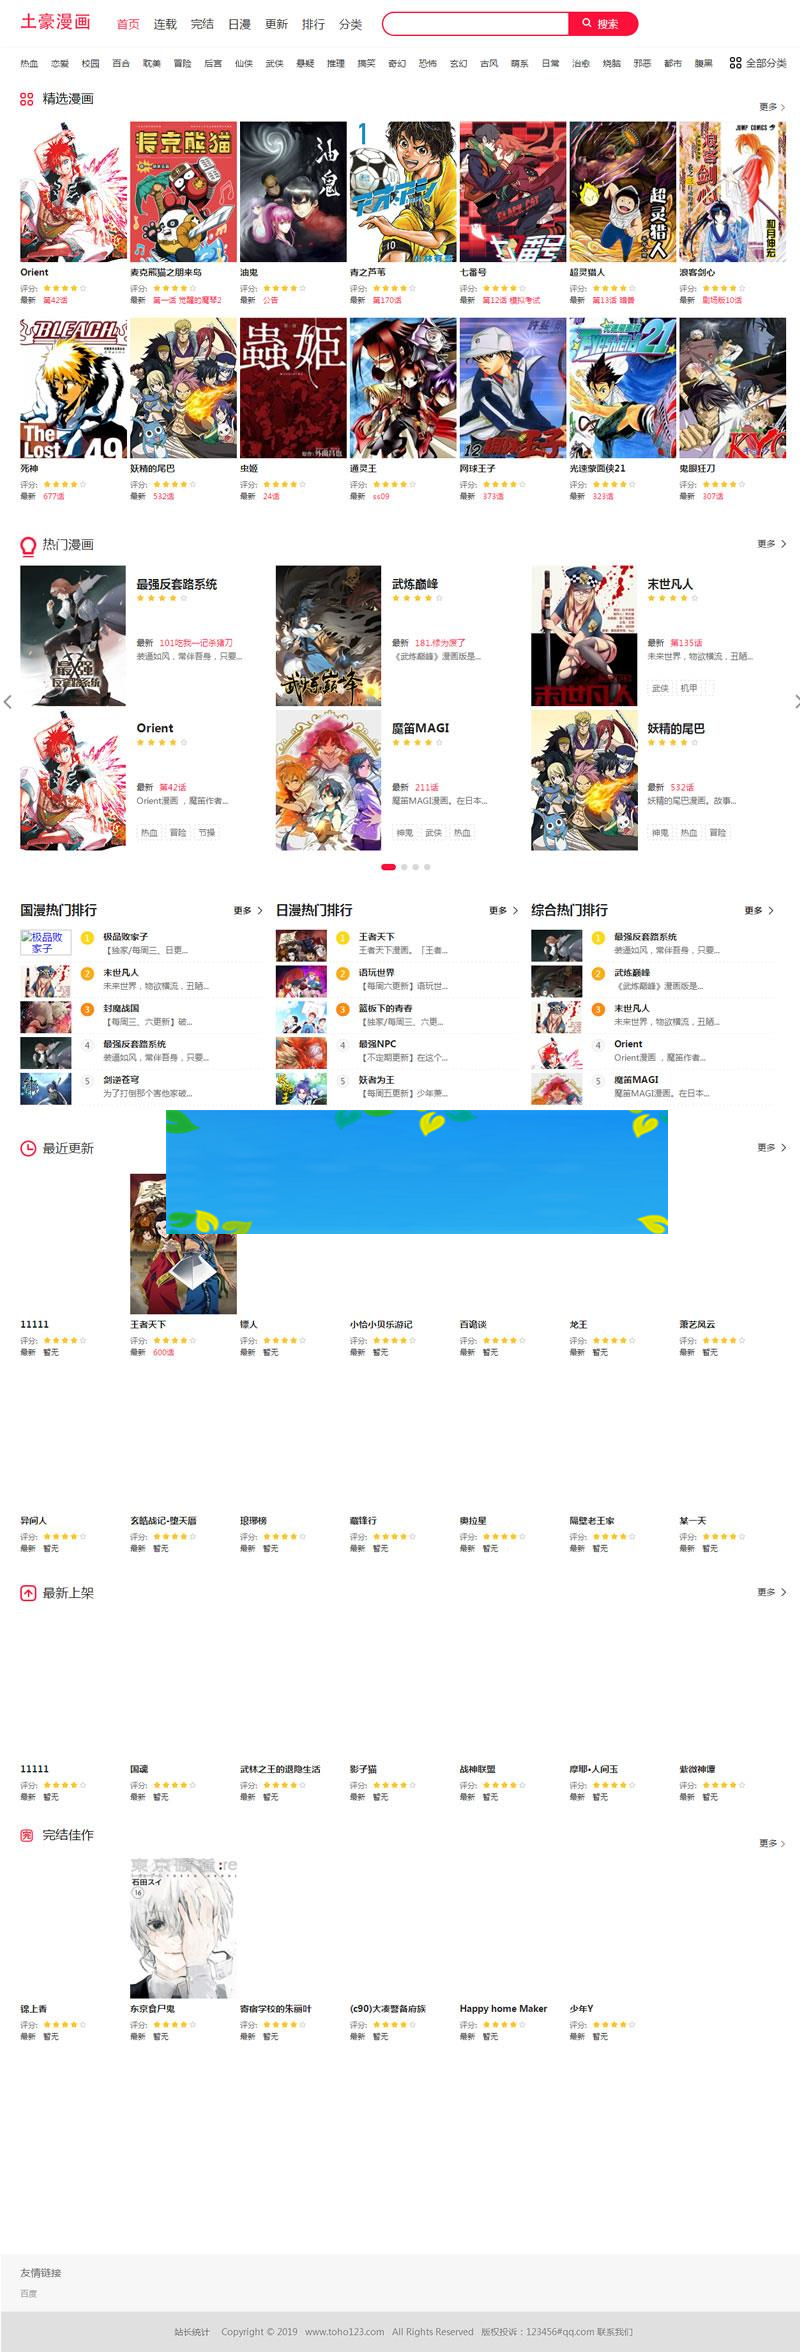 土豪漫画 首页 连载 完结 日漫 更新 排行 分类 搜索
热血 恋爱 校园 百合 耽美 冒险 后宫 仙侠 武侠 悬疑 推理 搞笑 奇幻 恐怖 玄幻 古风 萌系 日常 治愈 烧脑 邪恶 都市 腹黑 全部分类
精选漫画
更多
Orient 麦克熊猫之朋来岛 油鬼 青之芦苇 七番号 超灵猎人 浪客剑心
评分: 评分: 评分: 评分: 评分: 评分: 评分:
最新 第42话 最新 第一话 觉醒的魔琴2 最新 公告 最新 第170话 最新 第12话 模拟考试 最新 第13话 暗兽 最新 剧场版10话
BLEACH
The Lost 49
死神 妖精的尾巴 虫姬 通灵王 网球王子 光速蒙面侠21 鬼眼狂刀
评分: 评分: 评分: 评分: 评分: 评分: 评分:
最新 677话 最新 532话 最新 24话 最新 ss09 最新 373话 最新 323话 最新 307话
热门漫画 更多
最强反套路系统 武炼巅峰 末世凡人
最新 101吃我一记杀猪刀 最新 181.修为废了 最新 第135话
装逼如风，常伴吾身，只要... 《武炼巅峰》漫画版是... 未来世界，物欲横流，丑陋...
武侠 机甲
Orient 魔笛MAGI 妖精的尾巴
最新 第42话 最新 211话 最新 532话
Orient漫画 ，魔笛作者... 魔笛MAGI漫画。在日本... 妖精的尾巴漫画。故事...
热血 冒险 节操 神鬼 武侠 热血 神鬼 热血 冒险
国漫热门排行 更多 日漫热门排行 更多 综合热门排行 更多
极品败家子 1 极品败家子 1 王者天下 1 最强反套路系统
【独家/每周三、日更... 王者天下漫画。「王者... 装逼如风，常伴吾身，只要...
2 末世凡人 2 语玩世界 2 武炼巅峰
未来世界，物欲横流，丑陋... 【每周六更新】语玩世... 《武炼巅峰》漫画版是...
3 封魔战国 3 篮板下的青春 3 末世凡人
【每周三、六更新】破... 【独家/每周三、六更... 未来世界，物欲横流，丑陋...
4 最强反套路系统 4 最强NPC 4 Orient
装逼如风，常伴吾身，只要... 【不定期更新】在这个... Orient漫画 ，魔笛作者...
5 剑逆苍穹 5 妖者为王 5 魔笛MAGI
为了打倒那个害他家破... 【每周五更新】少年萧... 魔笛MAGI漫画。在日本...
最近更新 更多
11111 王者天下 镖人 小恰小贝乐游记 百诡谈 龙王 萧艺风云
评分: 评分: 评分: 评分: 评分: 评分: 评分:
最新 暂无 最新 600话 最新 暂无 最新 暂无 最新 暂无 最新 暂无 最新 暂无
异间人 玄皓战记-堕天厝 琅琊榜 藏锋行 奥拉星 隔壁老王家 某一天
评分: 评分: 评分: 评分: 评分: 评分: 评分:
最新 暂无 最新 暂无 最新 暂无 最新 暂无 最新 暂无 最新 暂无 最新 暂无
最新上架 更多
11111 国魂 武林之王的退隐生活 影子猫 战神联盟 摩耶·人间玉 紫微神谭
评分: 评分: 评分: 评分: 评分: 评分: 评分:
最新 暂无 最新 暂无 最新 暂无 最新 暂无 最新 暂无 最新 暂无 最新 暂无
完 完结佳作
更多
石田スイ
16
锦上香 东京食尸鬼 寄宿学校的朱丽叶 (c90)大凑警备府族 Happy home Maker 少年Y
评分: 评分: 评分: 评分: 评分: 评分:
最新 暂无 最新 暂无 最新 暂无 最新 暂无 最新 暂无 最新 暂无
友情链接
百度
站长统计 Copyright © 2019 www.toho123.com All Rights Reserved 版权投诉：123456#qq.com 联系我们